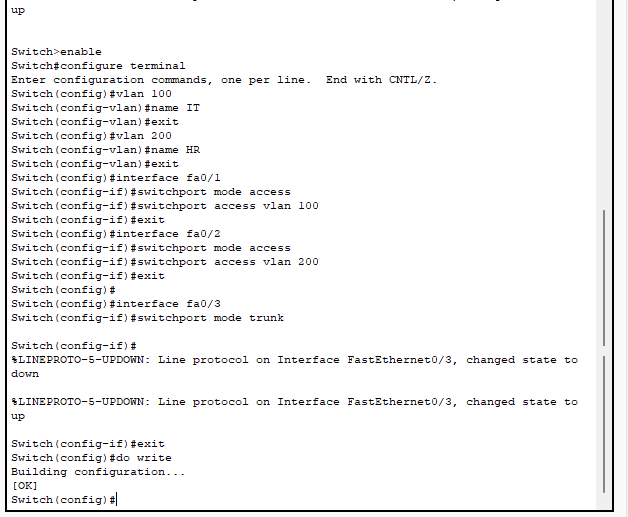 up
Switch>enable
Switch#configure terminal
Enter configuration commands, one per line.  End with CNTL/Z.
Switch(config)#vlan 100
Switch(config-vlan)#name IT
Switch(config-vlan)#exit
Switch(config)#vlan 200
Switch(config-vlan)#name HR
Switch(config-vlan)#exit
Switch(config)#interface fa0/1
Switch(config-if)#switchport mode access
Switch(config-if)#switchport access vlan 100
Switch(config-if)#exit
Switch(config)#interface fa0/2
Switch(config-if)#switchport mode access
Switch(config-if)#switchport access vlan 200
Switch(config-if)#exit
Switch(config)#
Switch(config)#interface fa0/3
Switch(config-if)#switchport mode trunk
Switch(config-if)#
%LINEPROTO-5-UPDOWN: Line protocol on Interface FastEthernet0/3, changed state to
down
%LINEPROTO-5-UPDOWN: Line protocol on Interface FastEthernet0/3, changed state to
up
Switch(config-if)#exit
Switch(config)#do write
Building configuration...
[OK]
Switch(config)#